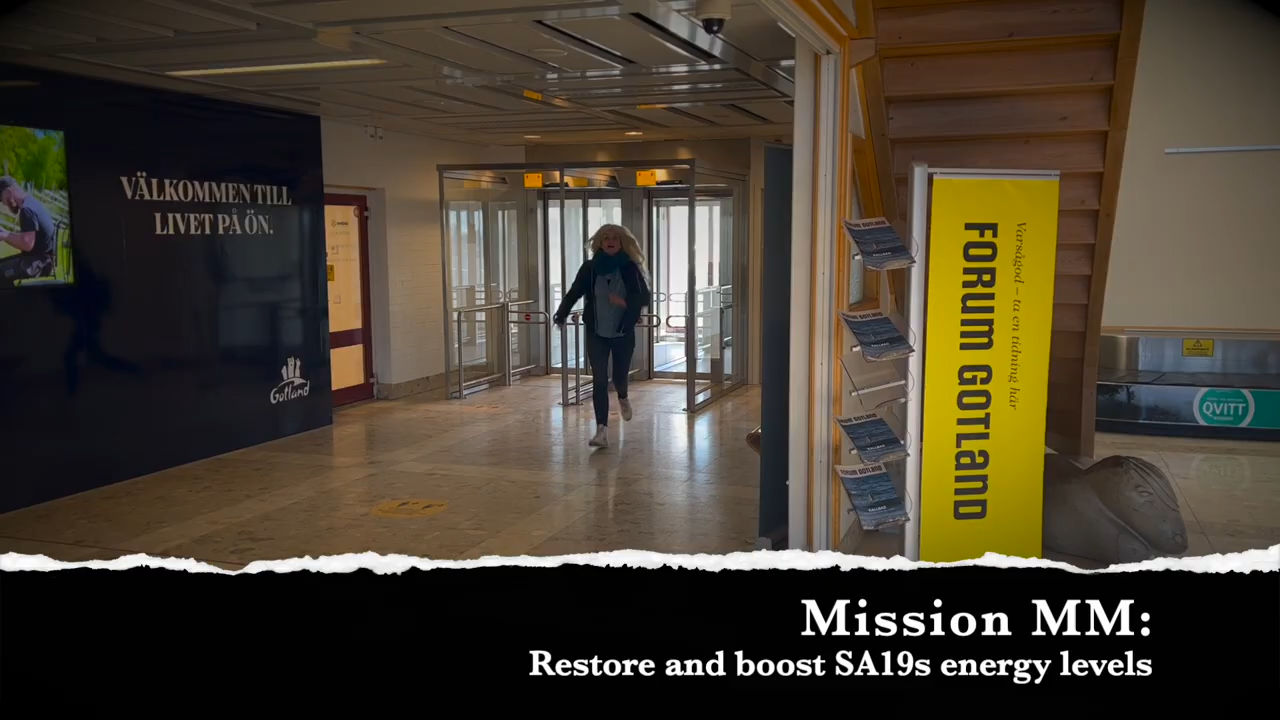 VÄLKOMMEN TILL
LIVET PÅ ÖN.
Gotland
Varsågod – ta en tidning här
FORUM GOTLAND
QVITT
Mission MM:
Restore and boost SA19s energy levels